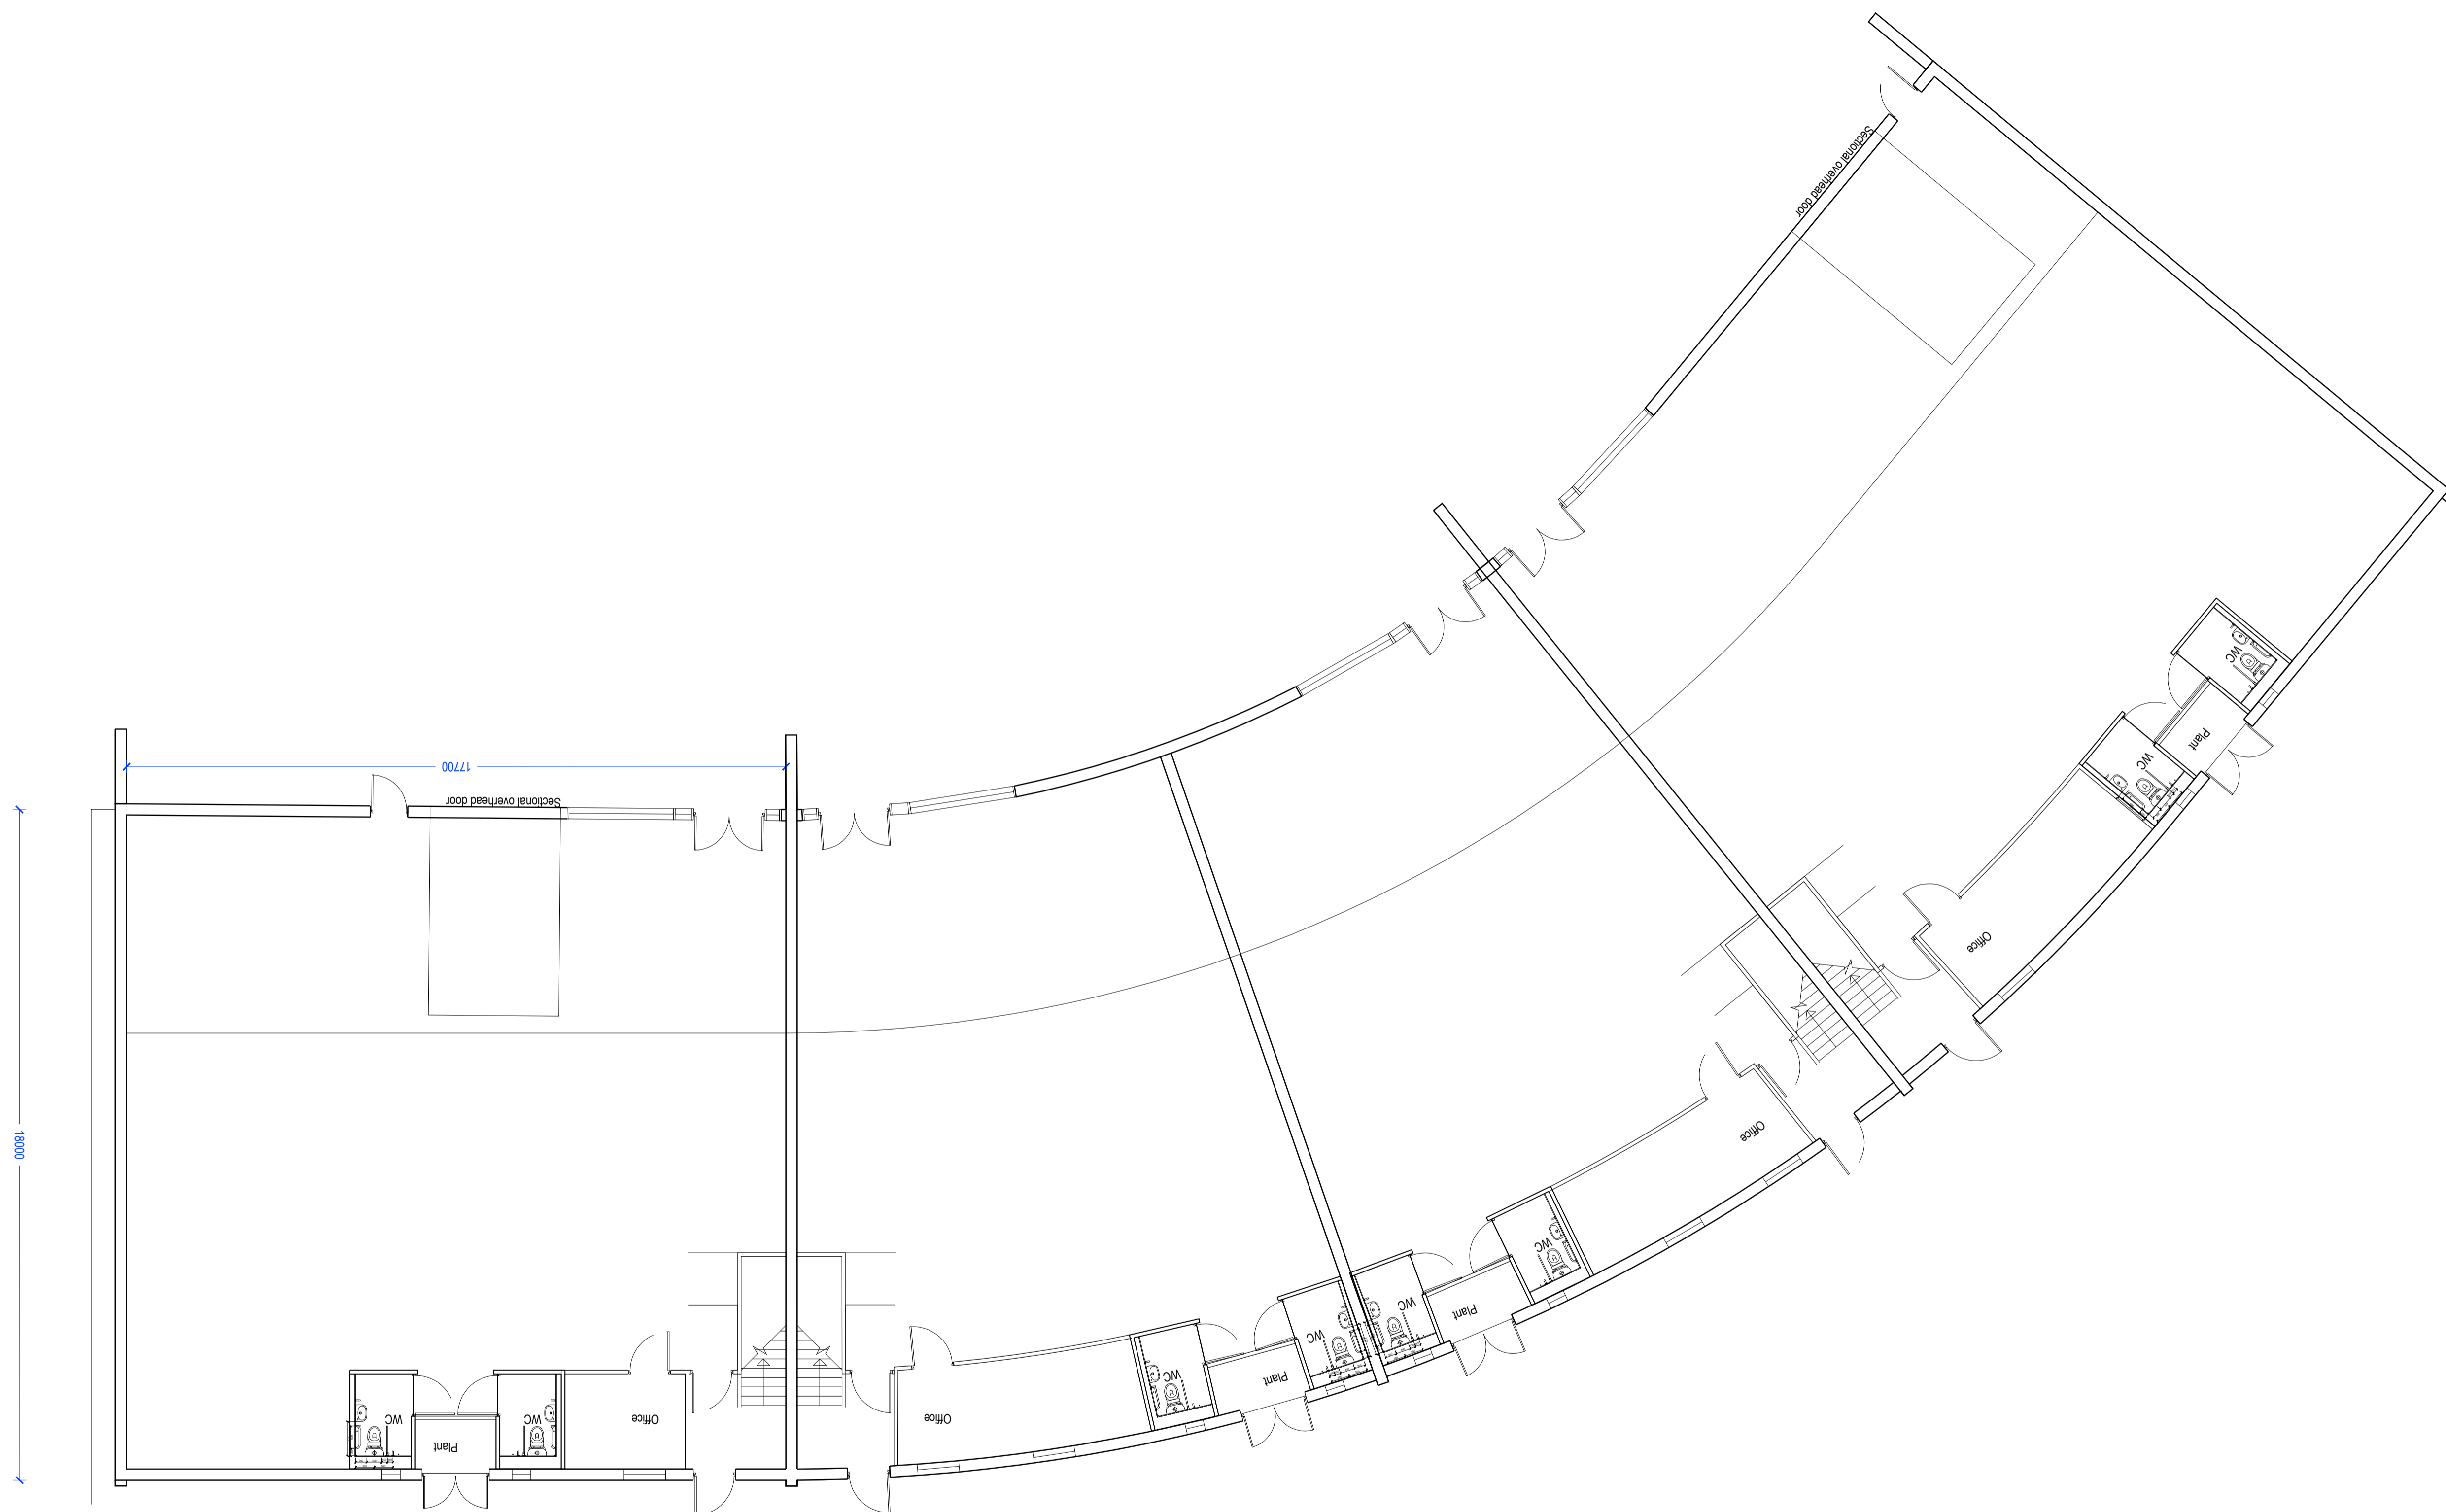 Sectional overhead door
17700
Sectional overhead door
18000
WC
Plant
WC
Office
Office
WC
Plant
WC
WC
Plant
WC
Office
Office
WC
Plant
WC